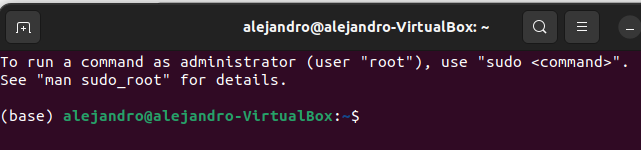 alejandro@alejandro-VirtualBox: ~
To run a command as administrator (user "root"), use "sudo <command>".
See "man sudo_root" for details.
(base) alejandro@alejandro-VirtualBox:~$